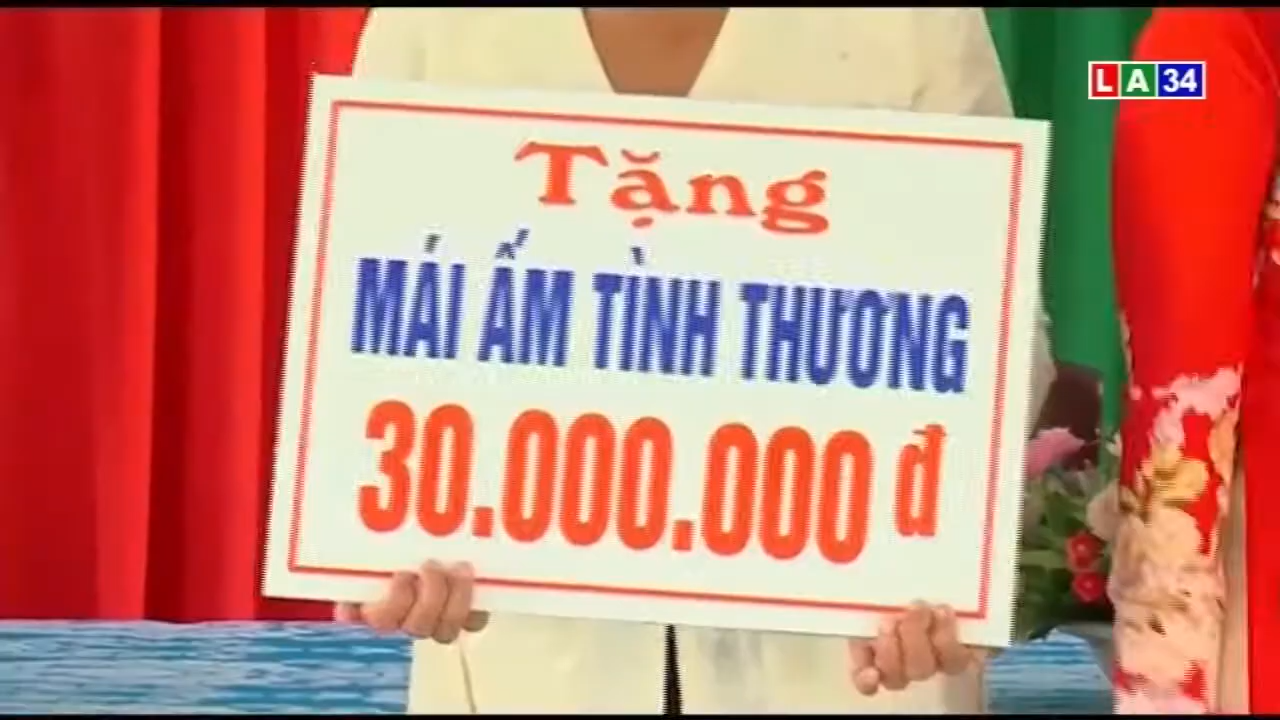 LA34
Tặng
MÁI ẤM TÌNH THƯƠNG
30.000.000 đ